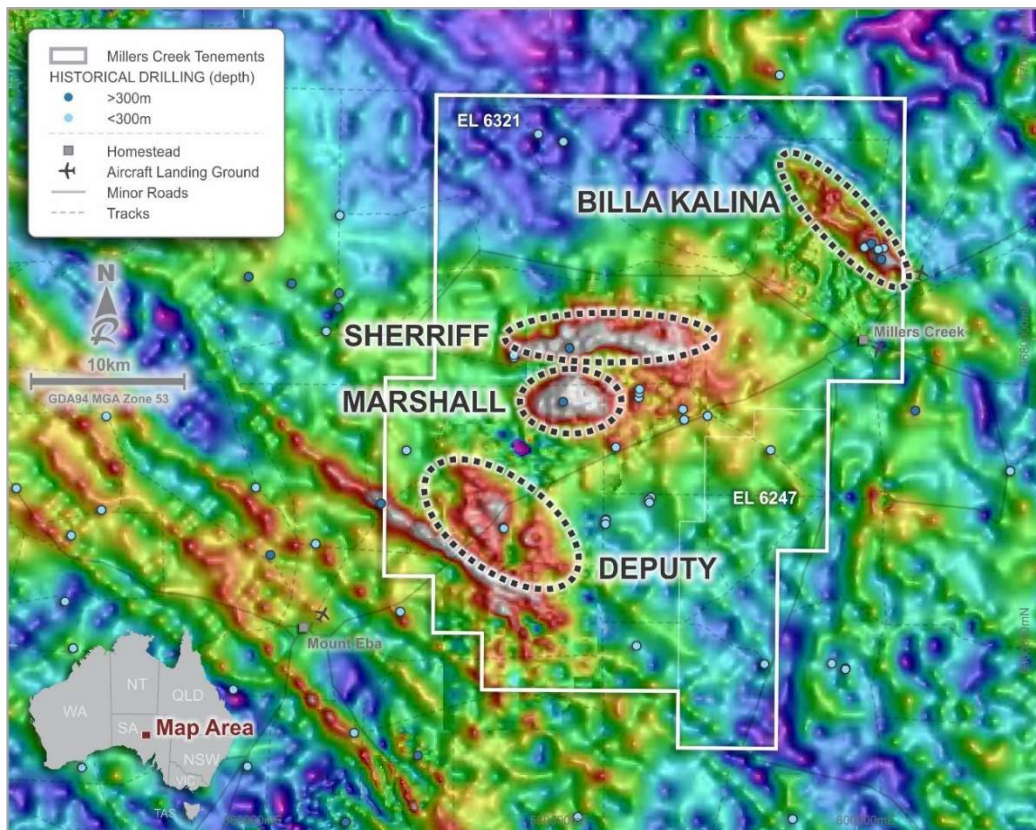 Millers Creek Tenements
HISTORICAL DRILLING (depth)
>300m
<300m
Homestead
Aircraft Landing Ground
Minor Roads
Tracks
EL 6321
BILLA KALINA
N
10km
GDA94 MGA Zone 53
SHERRIFF
Millers Creek
MARSHALL
EL 6247
DEPUTY
Mount Eba
NT
QLD
WA
SA
Map Area
NSW
VIC
TAS
600000mE